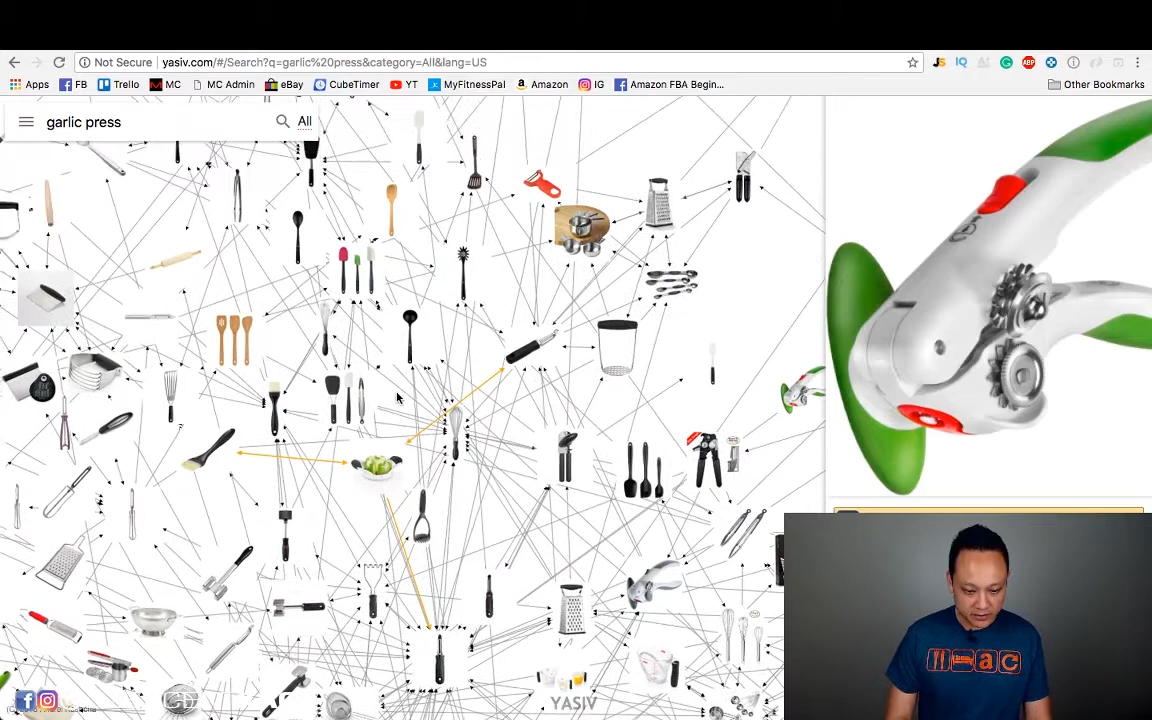 Not Secure | yasiv.com/#/Search?q=garlic%20press&category=All&lang=US
Apps FB Trello MC MC Admin eBay CubeTimer YT MyFitnessPal Amazon IG Amazon FBA Begin... Other Bookmarks
garlic press All
YASIV